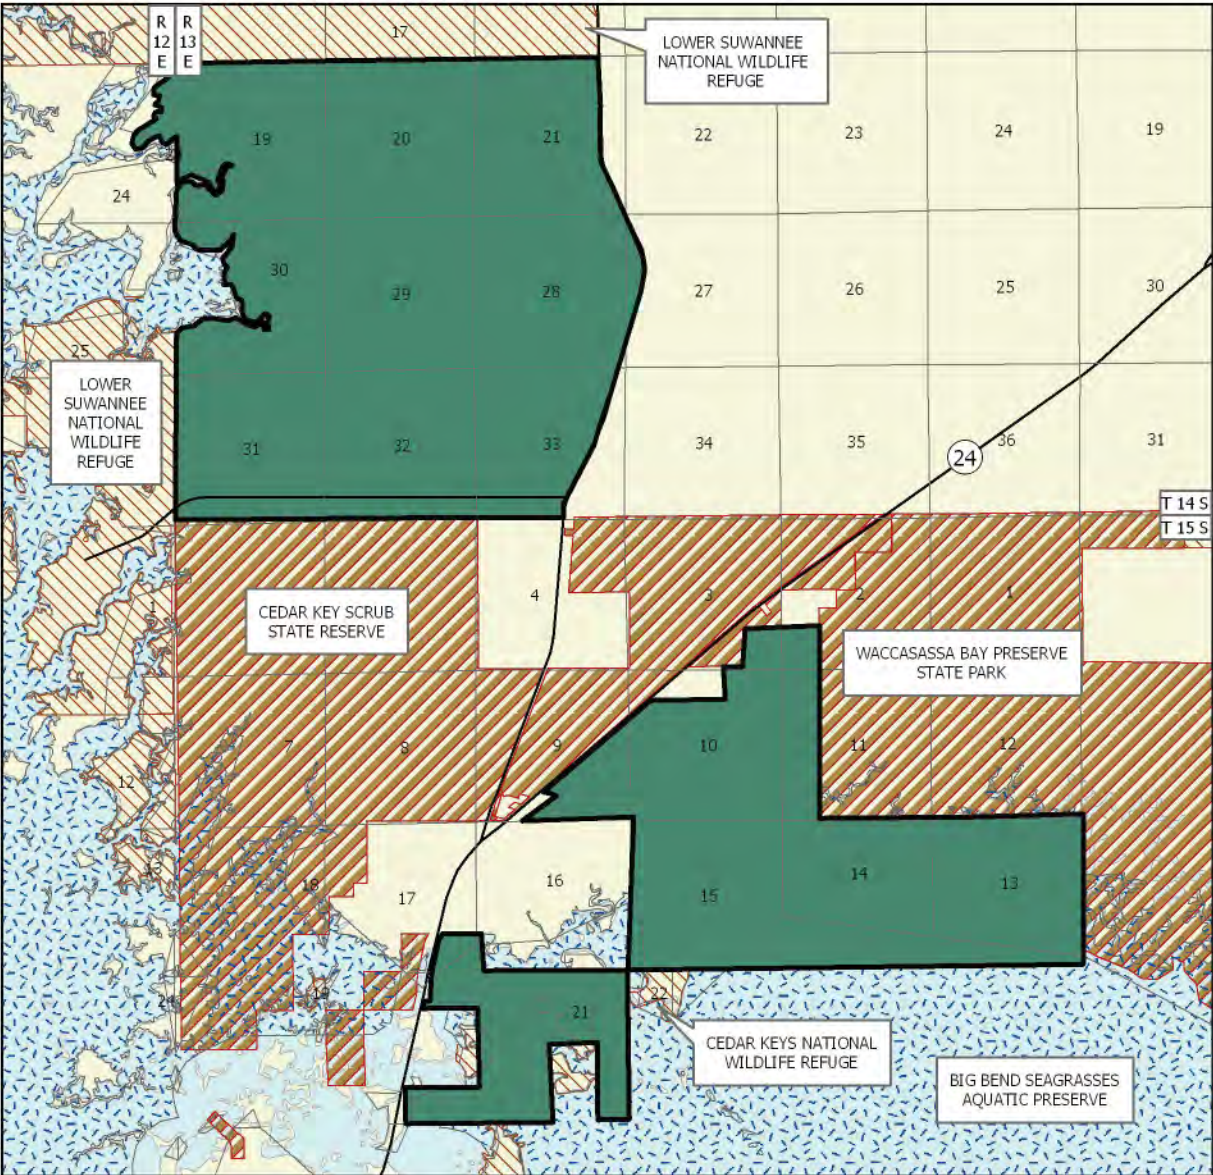 R
12
E
R
13
E
17
LOWER SUWANNEE
NATIONAL WILDLIFE
REFUGE
19
20
21
22
23
24
19
24
30
29
28
27
26
25
30
25
LOWER
SUWANNEE
NATIONAL
WILDLIFE
REFUGE
31
32
33
34
35
24
36
31
T 14 S
T 15 S
1
CEDAR KEY SCRUB
STATE RESERVE
4
3
2
1
WACCASASSA BAY PRESERVE
STATE PARK
12
7
8
9
10
11
12
13
18
17
16
15
14
13
24
19
21
22
CEDAR KEYS NATIONAL
WILDLIFE REFUGE
BIG BEND SEAGRASSES
AQUATIC PRESERVE